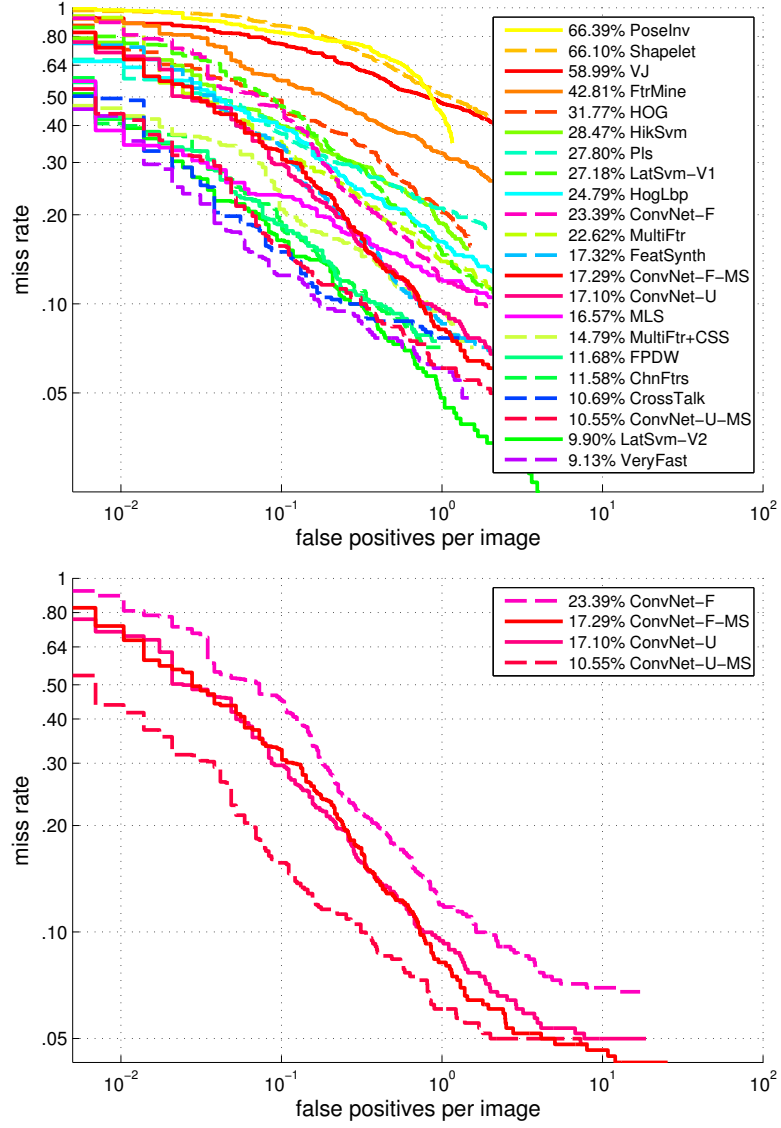 1
.80
.64
.50
.40
.30
.20
.10
.05
miss rate
66.39% PoseInv
66.10% Shapelet
58.99% VJ
42.81% FtrMine
31.77% HOG
28.47% HikSvm
27.80% Pls
27.18% LatSvm-V1
24.79% HogLbp
23.39% ConvNet-F
22.62% MultiFtr
17.32% FeatSynth
17.29% ConvNet-F-MS
17.10% ConvNet-U
16.57% MLS
14.79% MultiFtr+CSS
11.68% FPDW
11.58% ChnFtrs
10.69% CrossTalk
10.55% ConvNet-U-MS
9.90% LatSvm-V2
9.13% VeryFast
10^-2 10^-1 10^0 10^1 10^2
false positives per image
1
.80
.64
.50
.40
.30
.20
.10
.05
miss rate
23.39% ConvNet-F
17.29% ConvNet-F-MS
17.10% ConvNet-U
10.55% ConvNet-U-MS
10^-2 10^-1 10^0 10^1 10^2
false positives per image